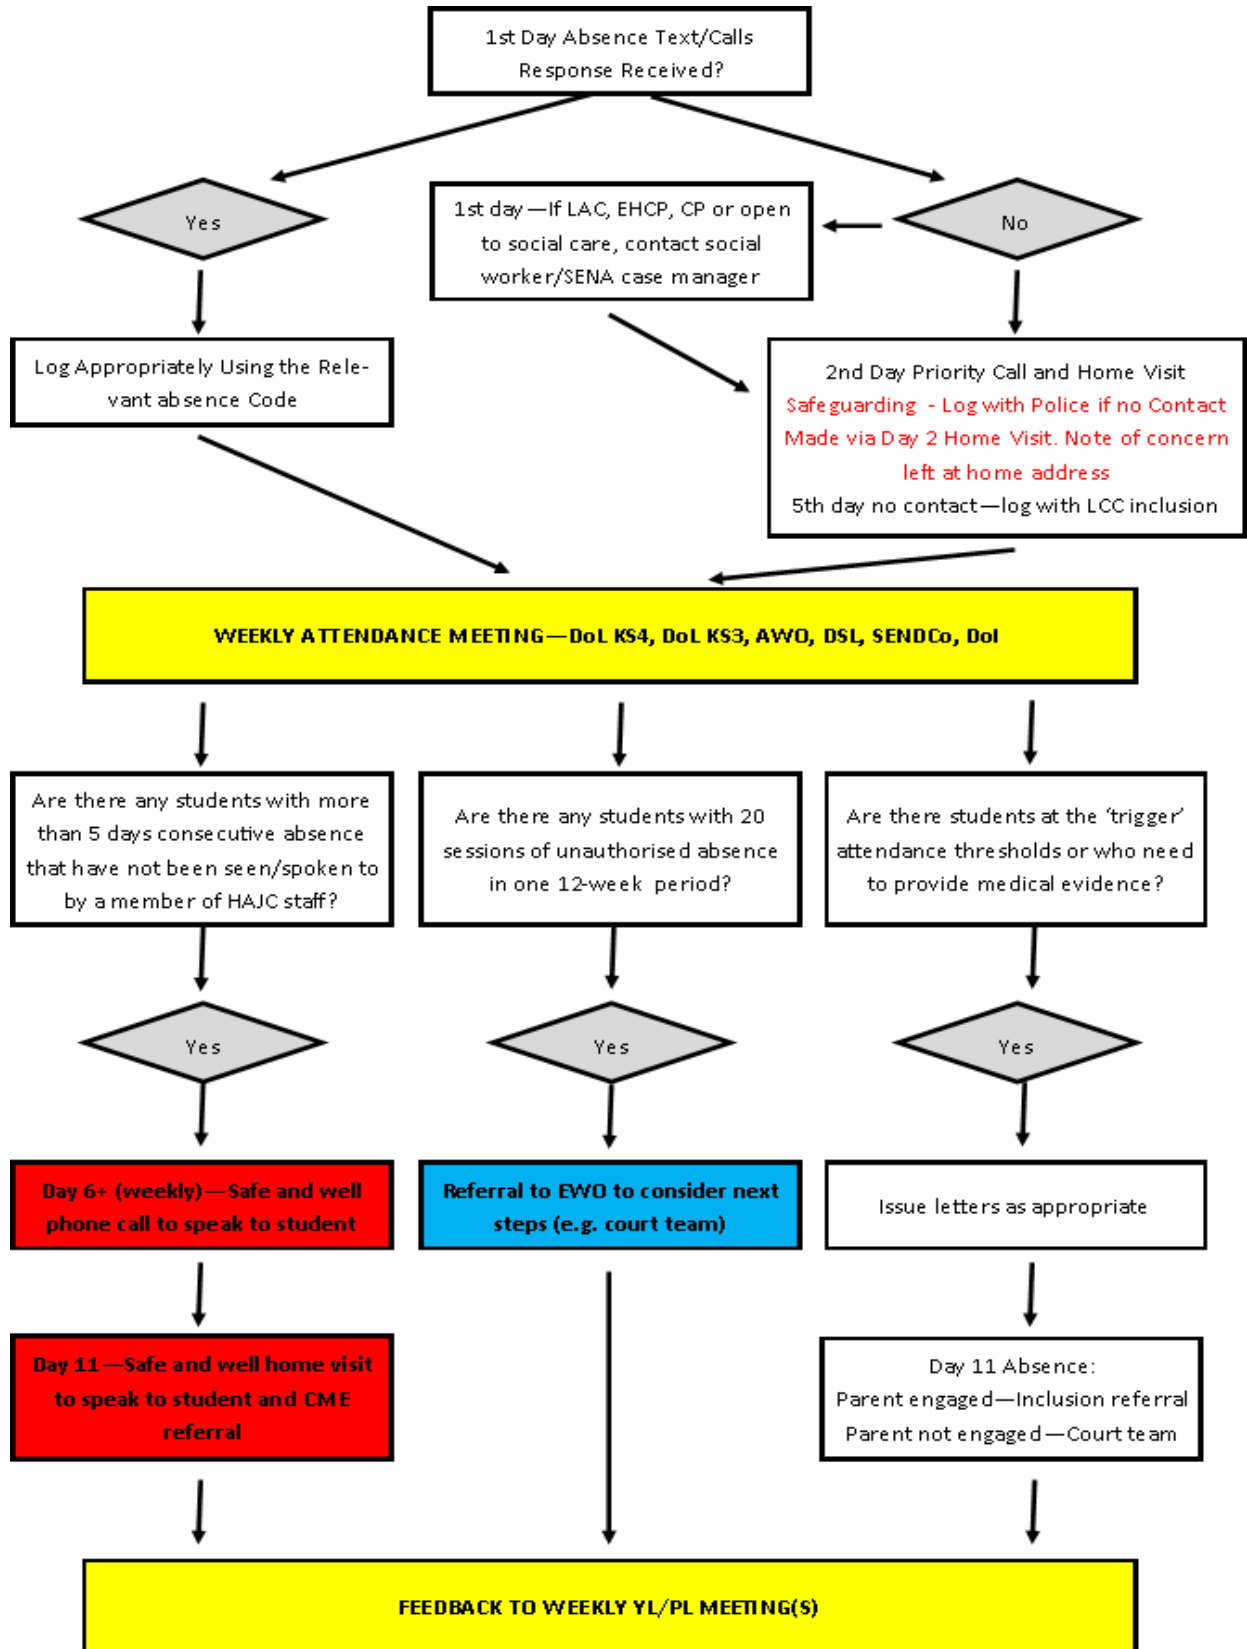 1st Day Absence Text/Calls
Response Received?
Yes
1st day—If LAC, EHCP, CP or open
to social care, contact social
worker/SENA case manager
No
Log Appropriately Using the Rele-
vant absence Code
2nd Day Priority Call and Home Visit
Safeguarding - Log with Police if no Contact
Made via Day 2 Home Visit. Note of concern
left at home address
5th day no contact—log with LCC inclusion
WEEKLY ATTENDANCE MEETING—DoL KS4, DoL KS3, AWO, DSL, SENDCo, DoI
Are there any students with more
than 5 days consecutive absence
that have not been seen/spoken to
by a member of HAJC staff?
Are there any students with 20
sessions of unauthorised absence
in one 12-week period?
Are there students at the ‘trigger’
attendance thresholds or who need
to provide medical evidence?
Yes
Yes
Yes
Day 6+ (weekly)—Safe and well
phone call to speak to student
Referral to EWO to consider next
steps (e.g. court team)
Issue letters as appropriate
Day 11—Safe and well home visit
to speak to student and CME
referral
Day 11 Absence:
Parent engaged—Inclusion referral
Parent not engaged—Court team
FEEDBACK TO WEEKLY YL/PL MEETING(S)